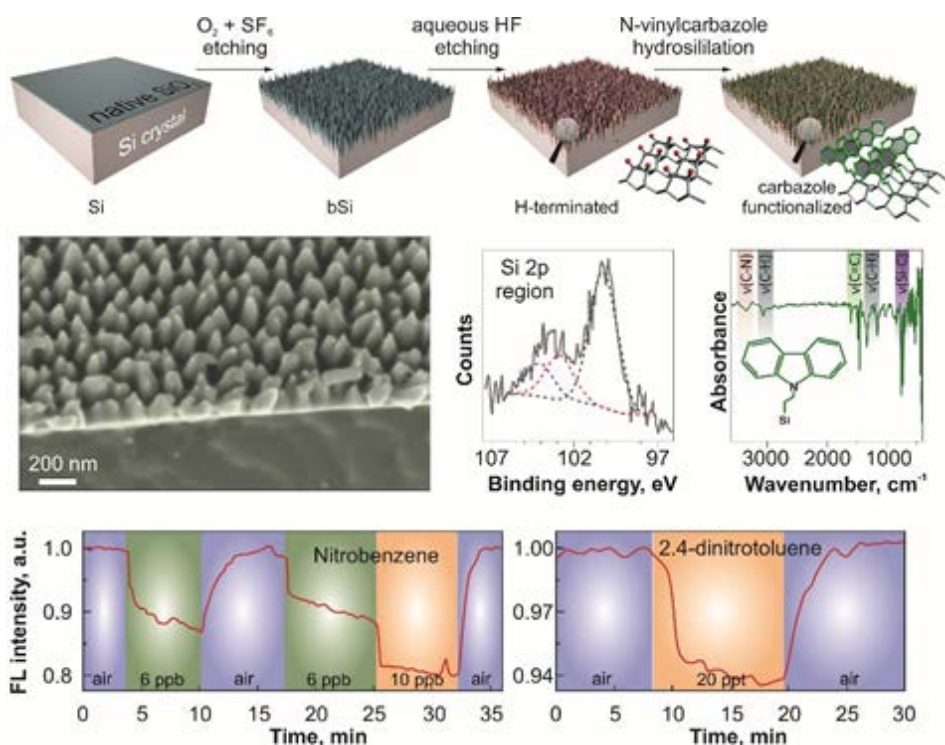 O₂ + SF₆
etching
aqueous HF
etching
N-vinylcarbazole
hydrosililation
native SiO
Si crystal
Si
bSi
H-terminated
carbazole
functionalized
200 nm
Si 2p
region
Counts
107 102 97
Binding energy, eV
Absorbance
ν(C-N)
ν(C-H)
ν(C=C)
ν(C-H)
ν(Si-C)
N
Si
3000 2000 1000
Wavenumber, cm⁻¹
FL intensity, a.u.
1.0
0.9
0.8
Nitrobenzene
air 6 ppb air 6 ppb 10 ppb air
0 5 10 15 20 25 30 35
Time, min
1.00
0.97
0.94
2.4-dinitrotoluene
air 20 ppt air
0 5 10 15 20 25 30
Time, min